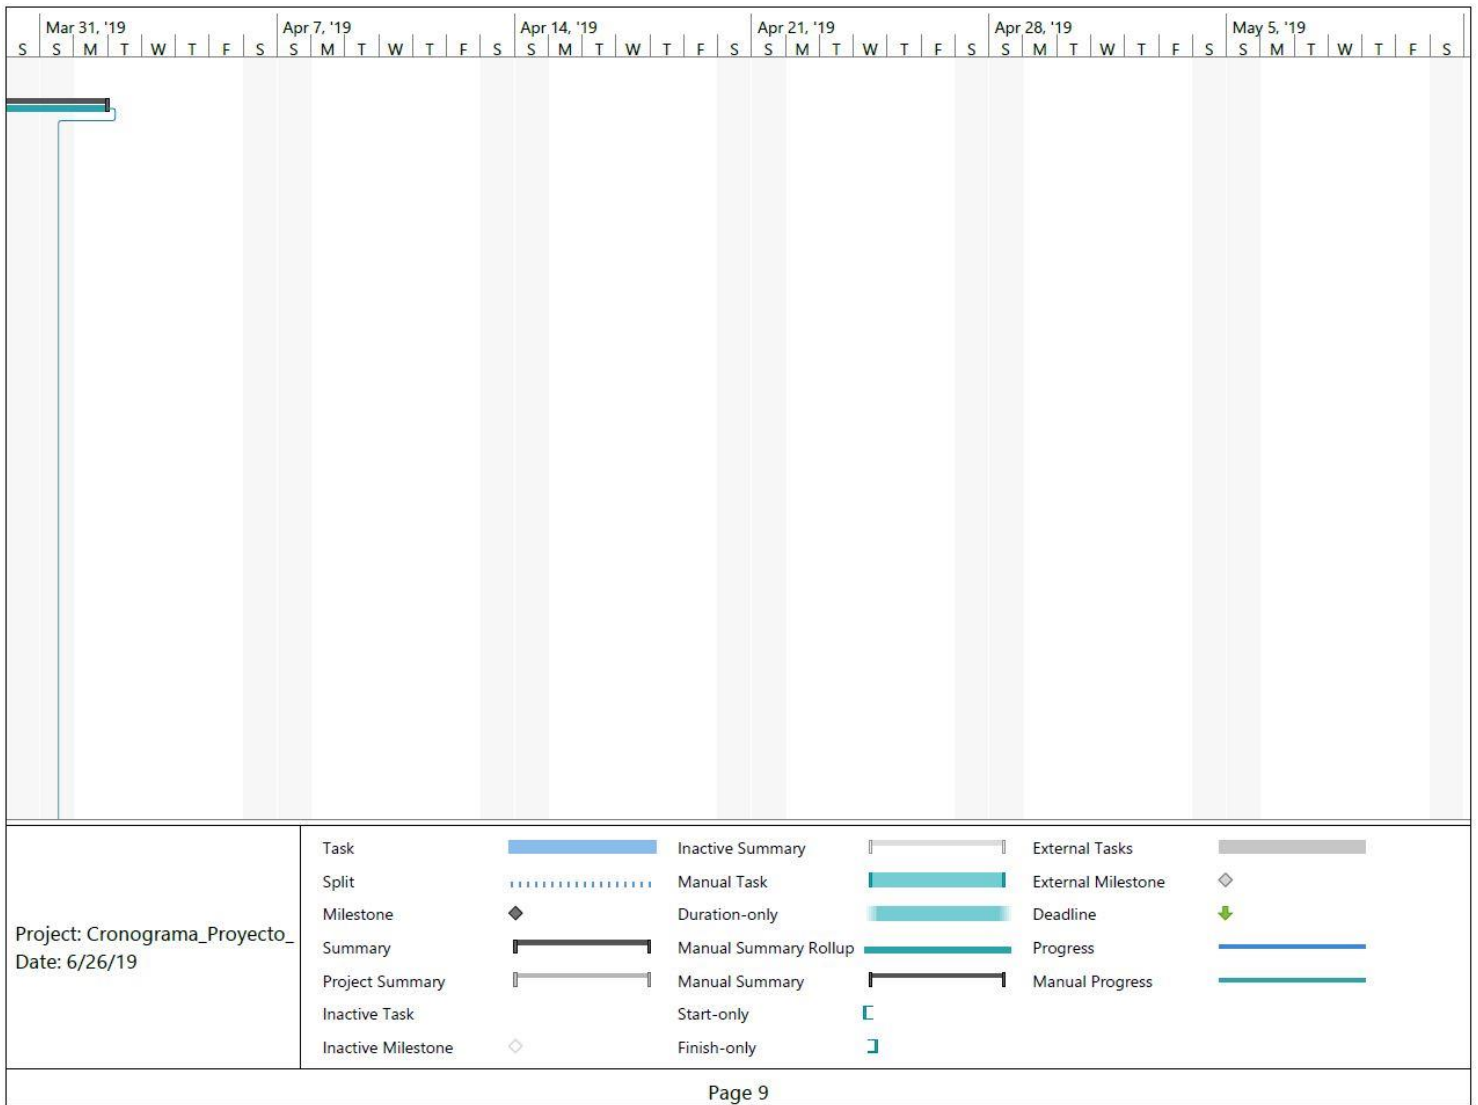 Mar 31, '19 Apr 7, '19 Apr 14, '19 Apr 21, '19 Apr 28, '19 May 5, '19
S S M T W T F S S M T W T F S S M T W T F S S M T W T F S S M T W T F S S M T W T F S
Task Inactive Summary External Tasks
Split Manual Task External Milestone
Milestone Duration-only Deadline
Project: Cronograma_Proyecto_
Date: 6/26/19
Summary Manual Summary Rollup Progress
Project Summary Manual Summary Manual Progress
Inactive Task Start-only
Inactive Milestone Finish-only
Page 9